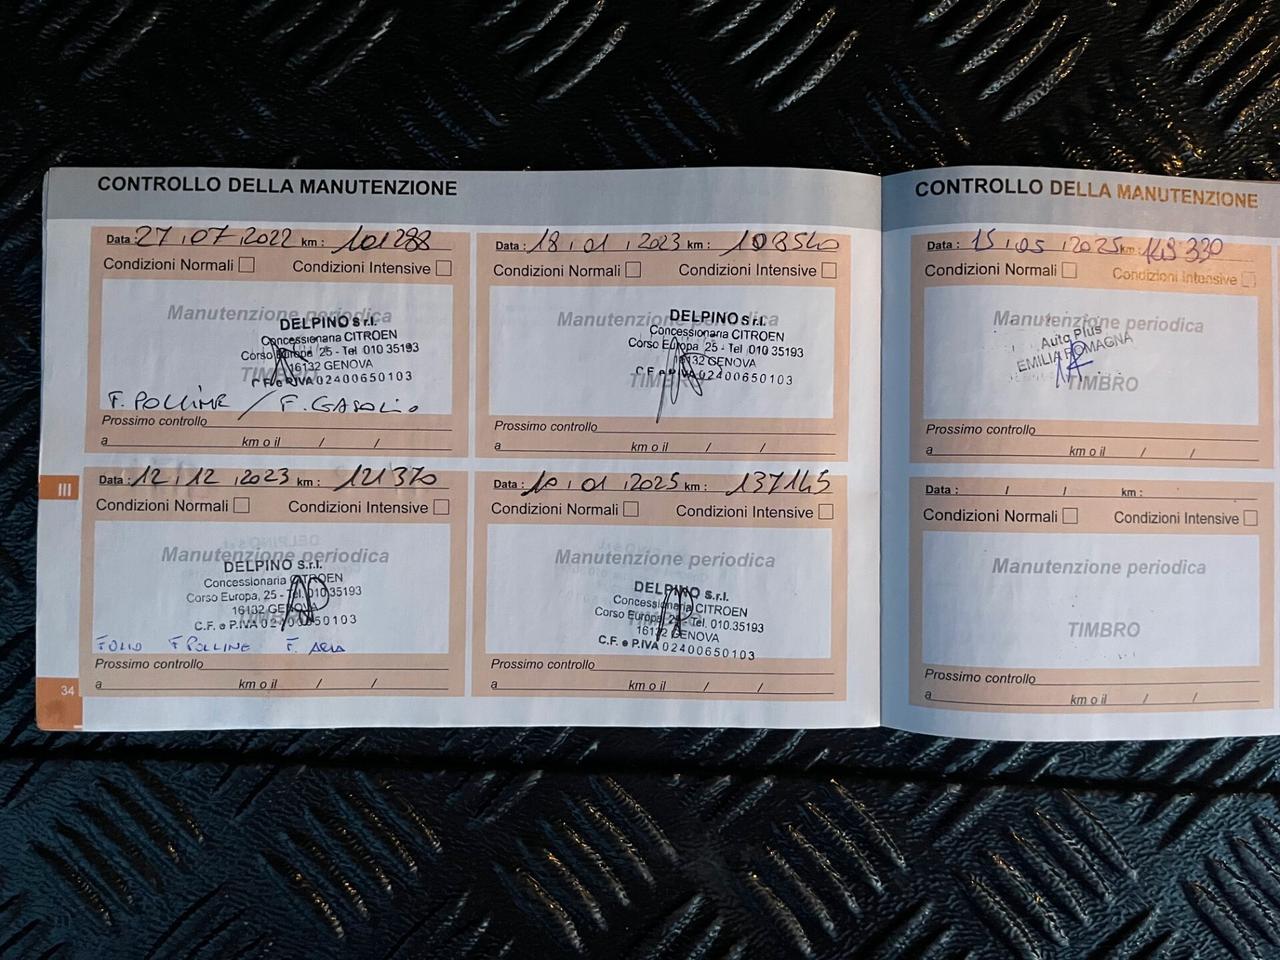 CONTROLLO DELLA MANUTENZIONE
Data : 27 / 07 / 2022 km : 101288
Condizioni Normali Condizioni Intensive
Manutenzione periodica
DELPINO S r.l.
Concessionaria CITROEN
Corso Europa 25 - Tel 010 35193
16132 GENOVA
TIMBRO
C.F. e P.IVA 02400650103
F. POLLINE / F. GASOLIO
Prossimo controllo
a km o il / /
Data : 18 / 01 / 2023 km : 108540
Condizioni Normali Condizioni Intensive
Manutenzione periodica
DELPINO S r.l.
Concessionaria CITROEN
Corso Europa 25 - Tel 010 35193
16132 GENOVA
TIMBRO
C.F. e P.IVA 02400650103
Prossimo controllo
a km o il / /
III
Data : 12 / 12 / 2023 km : 121370
Condizioni Normali Condizioni Intensive
Manutenzione periodica
DELPINO S.r.l.
Concessionaria CITROEN
Corso Europa, 25 - Tel. 010.35193
16132 GENOVA
TIMBRO
C.F. e P.IVA 02400650103
F POLLINE F. ARIA
Prossimo controllo
a km o il / /
34
Data : 10 / 01 / 2025 km : 137145
Condizioni Normali Condizioni Intensive
Manutenzione periodica
DELPINO S.r.l.
Concessionaria CITROEN
Corso Europa, 25 - Tel. 010.35193
16132 GENOVA
C.F. e P.IVA 02400650103
Prossimo controllo
a km o il / /
CONTROLLO DELLA MANUTENZIONE
Data : 15 / 05 / 2025 km : 149 330
Condizioni Normali Condizioni Intensive
Manutenzione periodica
Auto Plus
EMILIA ROMAGNA
TIMBRO
Prossimo controllo
a km o il / /
Data : / / km :
Condizioni Normali Condizioni Intensive
Manutenzione periodica
TIMBRO
Prossimo controllo
a km o il / /